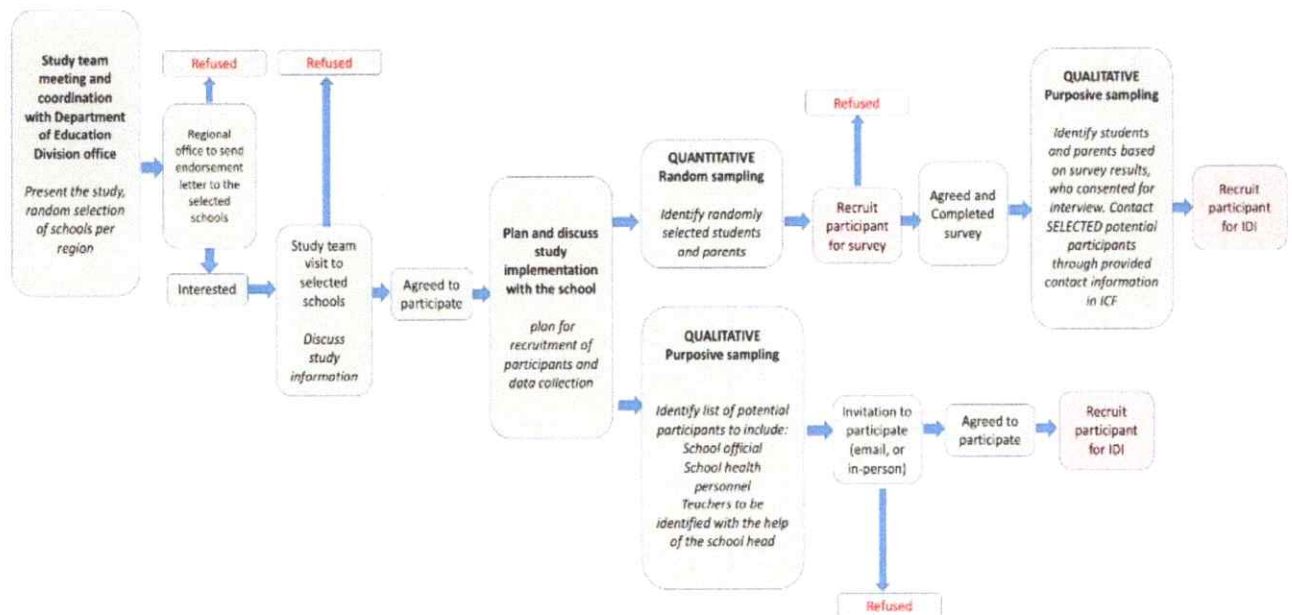 Study team
meeting and
coordination
with Department
of Education
Division office
Present the study,
random selection
of schools per
region
Refused
Regional
office to send
endorsement
letter to the
selected
schools
Interested
Refused
Study team
visit to
selected
schools
Discuss
study
information
Agreed to
participate
Plan and discuss
study
implementation
with the school
plan for
recruitment of
participants and
data collection
QUANTITATIVE
Random sampling
Identify randomly
selected students
and parents
Refused
Recruit
participant
for survey
Agreed and
Completed
survey
QUALITATIVE
Purposive sampling
Identify students
and parents based
on survey results,
who consented for
interview. Contact
SELECTED potential
participants
through provided
contact information
in ICF
Recruit
participant
for IDI
QUALITATIVE
Purposive sampling
Identify list of potential
participants to include:
School official
School health
personnel
Teachers to be
identified with the help
of the school head
Invitation to
participate
(email, or
in-person)
Agreed to
participate
Recruit
participant
for IDI
Refused